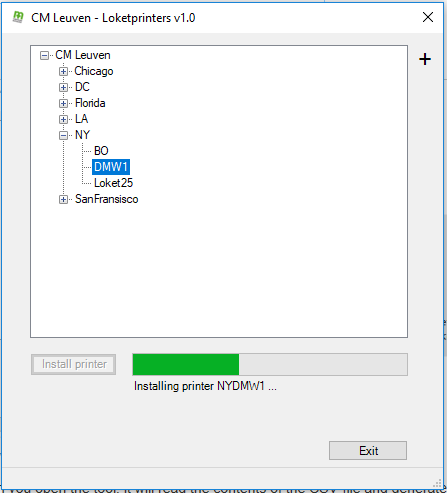 CM Leuven - Loketprinters v1.0
CM Leuven
Chicago
DC
Florida
LA
NY
BO
DMW1
Loket25
SanFransisco
Install printer
Installing printer NYDMW1 ...
Exit
you open the tool. It will read the contents of the CSV file and generate